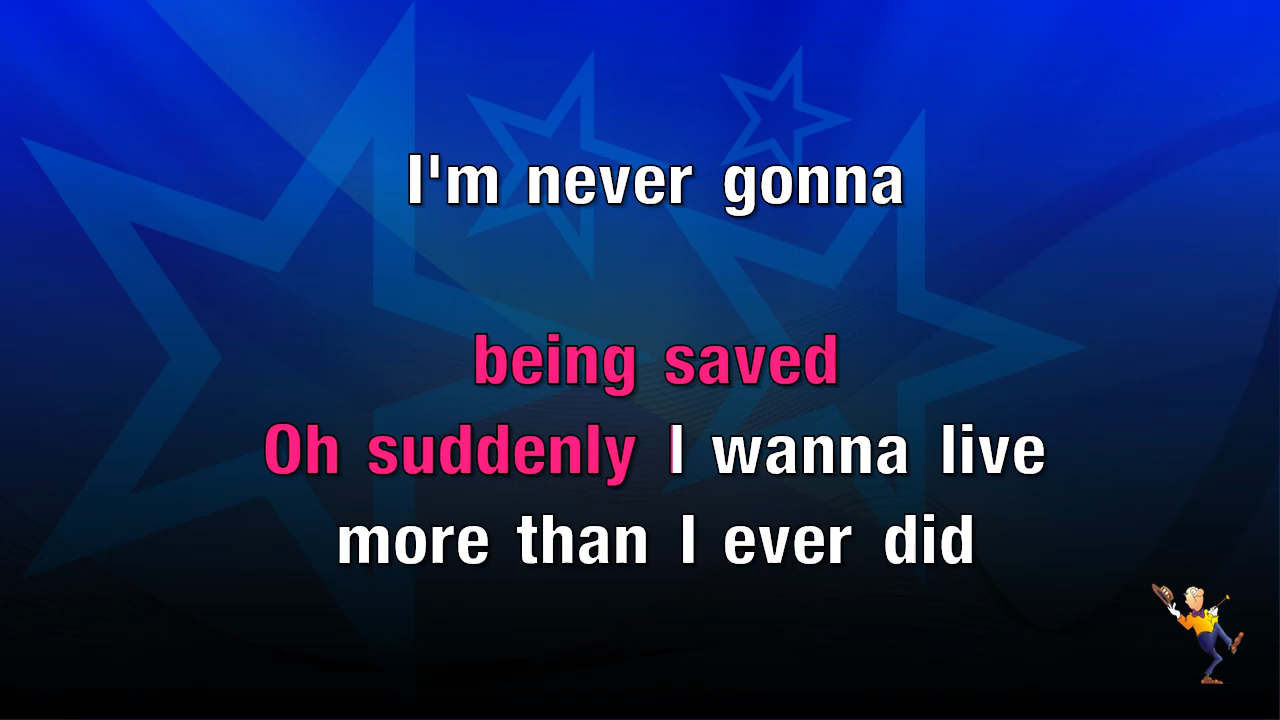 I'm never gonna
being saved
Oh suddenly I wanna live
more than I ever did